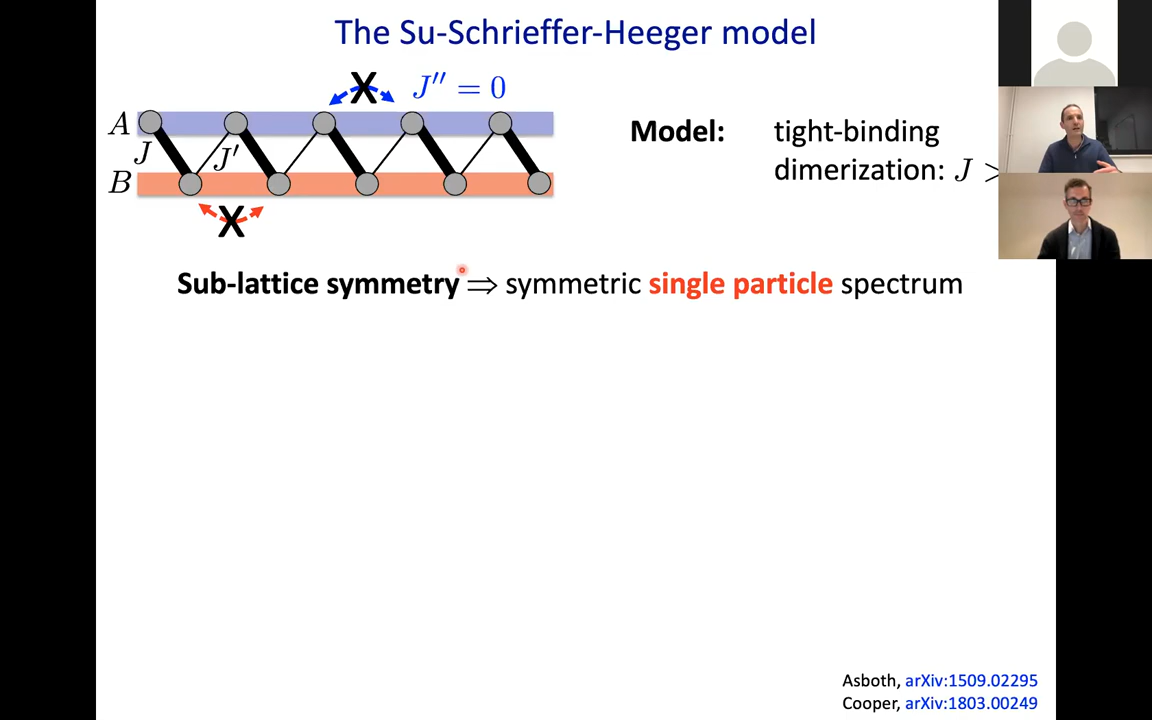 The Su-Schrieffer-Heeger model
X J'' = 0
A
J J'
B
X
Model: tight-binding
dimerization: J >
Sub-lattice symmetry ⟹ symmetric single particle spectrum
Asboth, arXiv:1509.02295
Cooper, arXiv:1803.00249